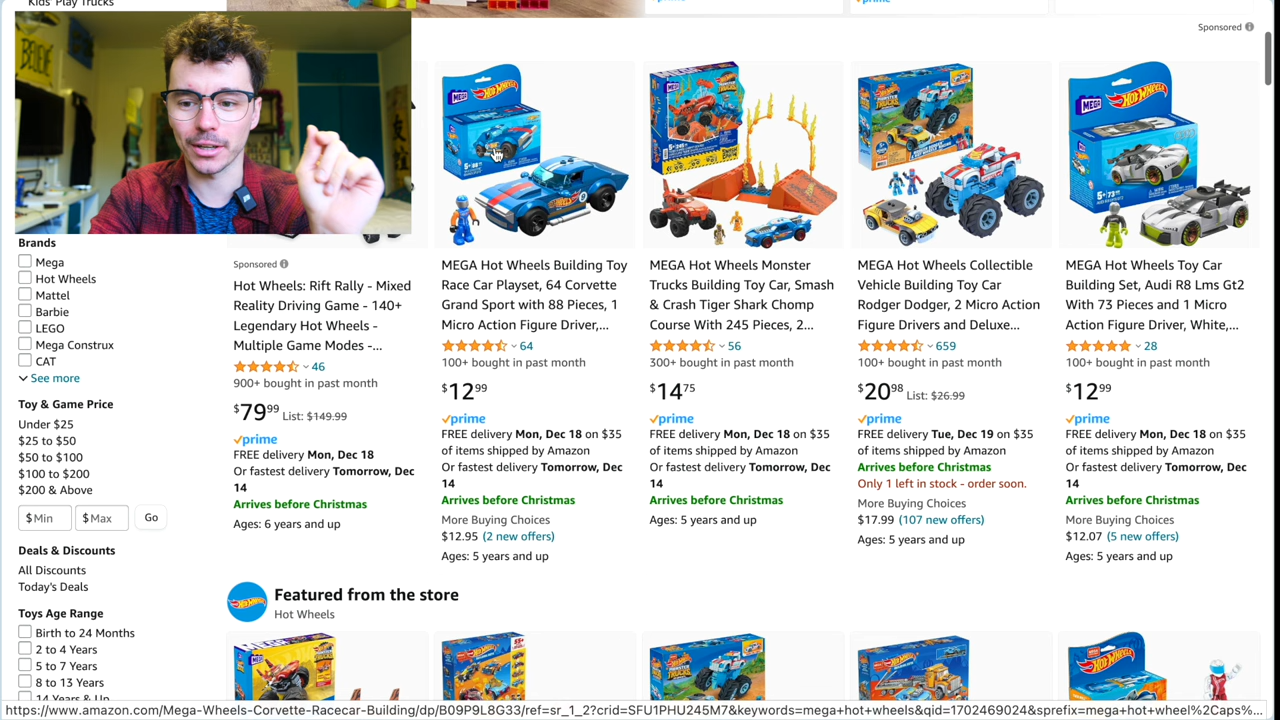 Kids' Play Trucks
prime
prime
Sponsored
BELIEVE
Brands
Mega
Hot Wheels
Mattel
Barbie
LEGO
Mega Construx
CAT
See more
Toy & Game Price
Under $25
$25 to $50
$50 to $100
$100 to $200
$200 & Above
$ Min
$ Max
Go
Deals & Discounts
All Discounts
Today's Deals
Toys Age Range
Birth to 24 Months
2 to 4 Years
5 to 7 Years
8 to 13 Years
14 Years & Up
Sponsored
Hot Wheels: Rift Rally - Mixed
Reality Driving Game - 140+
Legendary Hot Wheels -
Multiple Game Modes -...
46
900+ bought in past month
$79.99 List: $149.99
prime
FREE delivery Mon, Dec 18
Or fastest delivery Tomorrow, Dec
14
Arrives before Christmas
Ages: 6 years and up
MEGA
Hot Wheels
MEGA Hot Wheels Building Toy
Race Car Playset, 64 Corvette
Grand Sport with 88 Pieces, 1
Micro Action Figure Driver,...
64
100+ bought in past month
$12.99
prime
FREE delivery Mon, Dec 18 on $35
of items shipped by Amazon
Or fastest delivery Tomorrow, Dec
14
Arrives before Christmas
More Buying Choices
$12.95 (2 new offers)
Ages: 5 years and up
MEGA
MEGA Hot Wheels Monster
Trucks Building Toy Car, Smash
& Crash Tiger Shark Chomp
Course With 245 Pieces, 2...
56
300+ bought in past month
$14.75
prime
FREE delivery Mon, Dec 18 on $35
of items shipped by Amazon
Or fastest delivery Tomorrow, Dec
14
Arrives before Christmas
Ages: 5 years and up
MEGA Hot Wheels Collectible
Vehicle Building Toy Car
Rodger Dodger, 2 Micro Action
Figure Drivers and Deluxe...
659
100+ bought in past month
$20.98 List: $26.99
prime
FREE delivery Tue, Dec 19 on $35
of items shipped by Amazon
Arrives before Christmas
Only 1 left in stock - order soon.
More Buying Choices
$17.99 (107 new offers)
Ages: 5 years and up
MEGA
Hot Wheels
5+ 73
MEGA Hot Wheels Toy Car
Building Set, Audi R8 Lms Gt2
With 73 Pieces and 1 Micro
Action Figure Driver, White,...
28
100+ bought in past month
$12.99
prime
FREE delivery Mon, Dec 18 on $35
of items shipped by Amazon
Or fastest delivery Tomorrow, Dec
14
Arrives before Christmas
More Buying Choices
$12.07 (5 new offers)
Ages: 5 years and up
Featured from the store
Hot Wheels
https://www.amazon.com/Mega-Wheels-Corvette-Racecar-Building/dp/B09P9L8G33/ref=sr_1_2?crid=SFU1PHU245M7&keywords=mega+hot+wheels&qid=1702469024&sprefix=mega+hot+wheel%2Caps%...